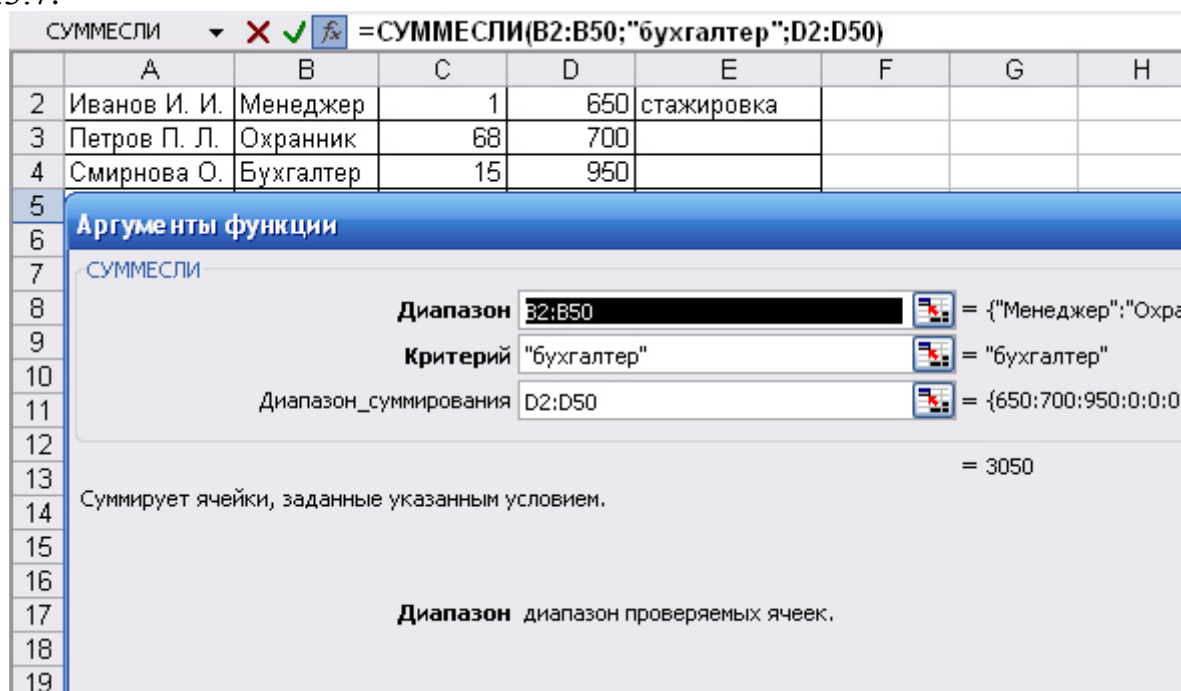 СУММЕСЛИ =СУММЕСЛИ(B2:B50;"бухгалтер";D2:D50)
A B C D E F G H
2 Иванов И. И. Менеджер 1 650 стажировка
3 Петров П. Л. Охранник 68 700
4 Смирнова О. Бухгалтер 15 950
5
Аргументы функции
6
7 СУММЕСЛИ
8 Диапазон B2:B50 = {"Менеджер":"Охра
9
Критерий "бухгалтер" = "бухгалтер"
10
11 Диапазон_суммирования D2:D50 = {650:700:950:0:0:0
12
13 = 3050
14 Суммирует ячейки, заданные указанным условием.
15
16
17 Диапазон диапазон проверяемых ячеек.
18
19